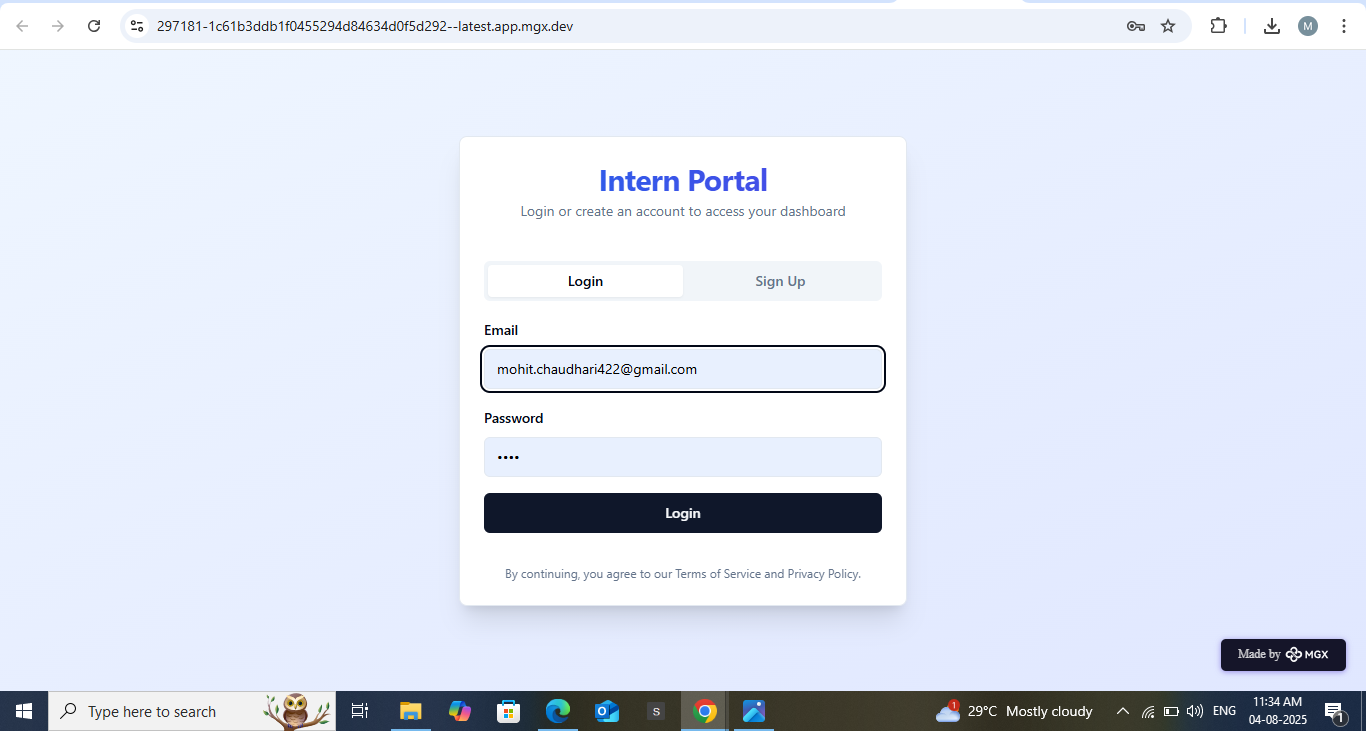 297181-1c61b3ddb1f0455294d84634d0f5d292--latest.app.mgx.dev
M
Intern Portal
Login or create an account to access your dashboard
Login
Sign Up
Email
mohit.chaudhari422@gmail.com
Password
••••
Login
By continuing, you agree to our Terms of Service and Privacy Policy.
Made by MGX
Type here to search
S
1
29°C Mostly cloudy
ENG
11:34 AM
04-08-2025
1